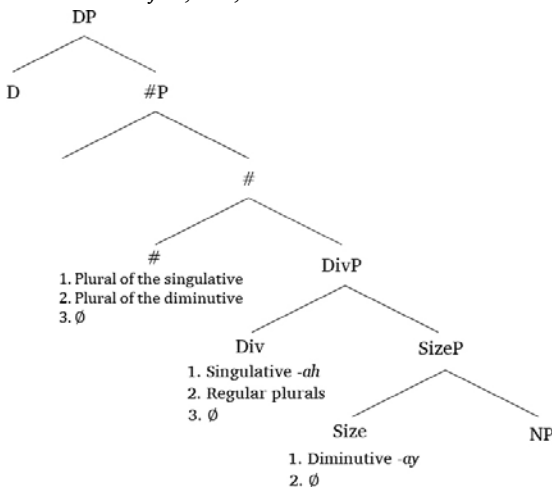 DP
D
#P
#
#
1. Plural of the singulative
2. Plural of the diminutive
3. Ø
DivP
Div
1. Singulative -ah
2. Regular plurals
3. Ø
SizeP
Size
1. Diminutive -ay
2. Ø
NP